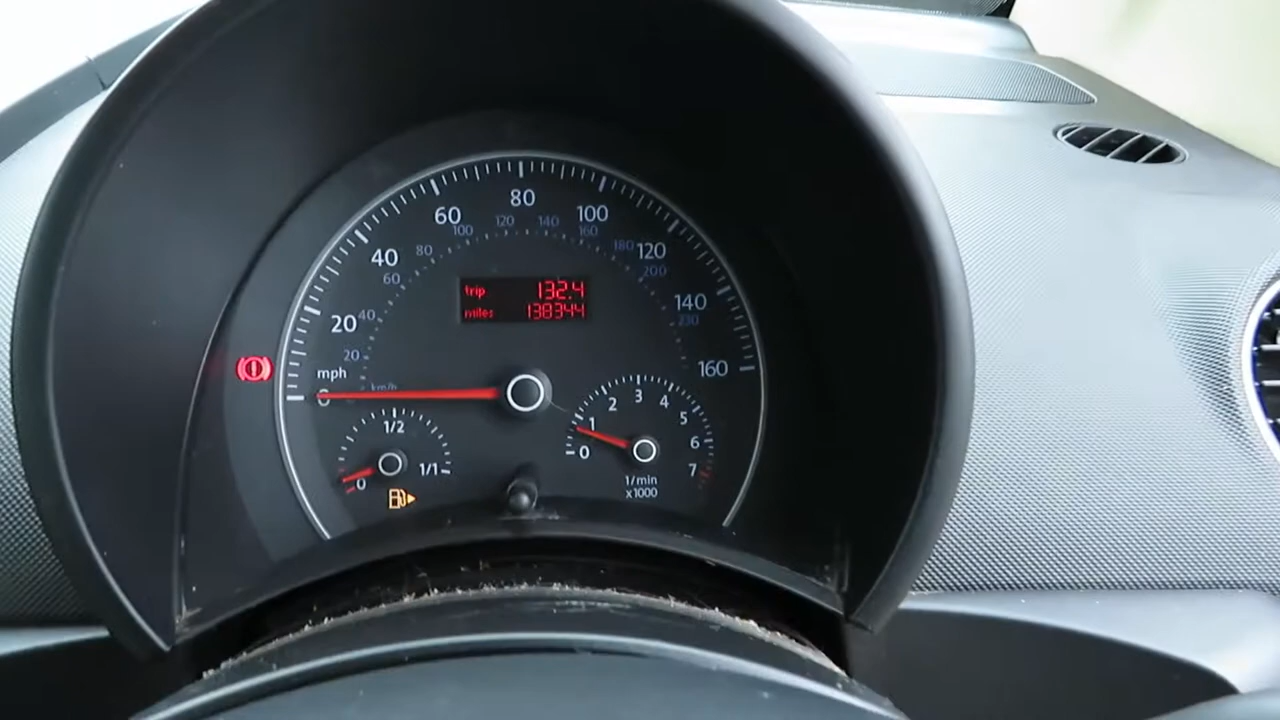 80
60 100
120 140
100 160
40 80 180 120
60 200
trip 132.4
miles 138344
140
20 40 230
20
mph 160
0 km/h
1 2 3 4 5 6 7
0
1/2
0 1/1
1/min
x1000